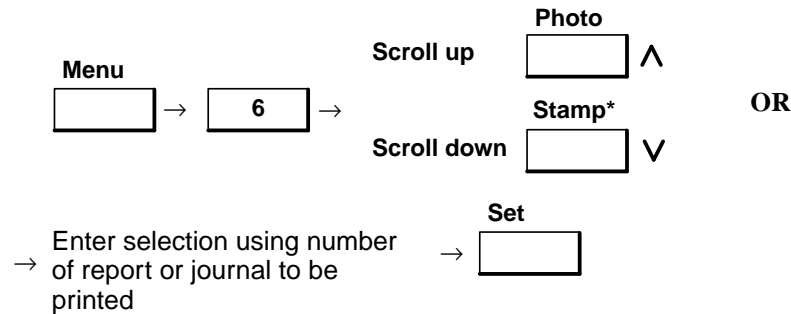 Photo
Scroll up ∧
Menu
→ 6 →
Stamp* OR
Scroll down ∨
Set
→ Enter selection using number of report or journal to be printed →